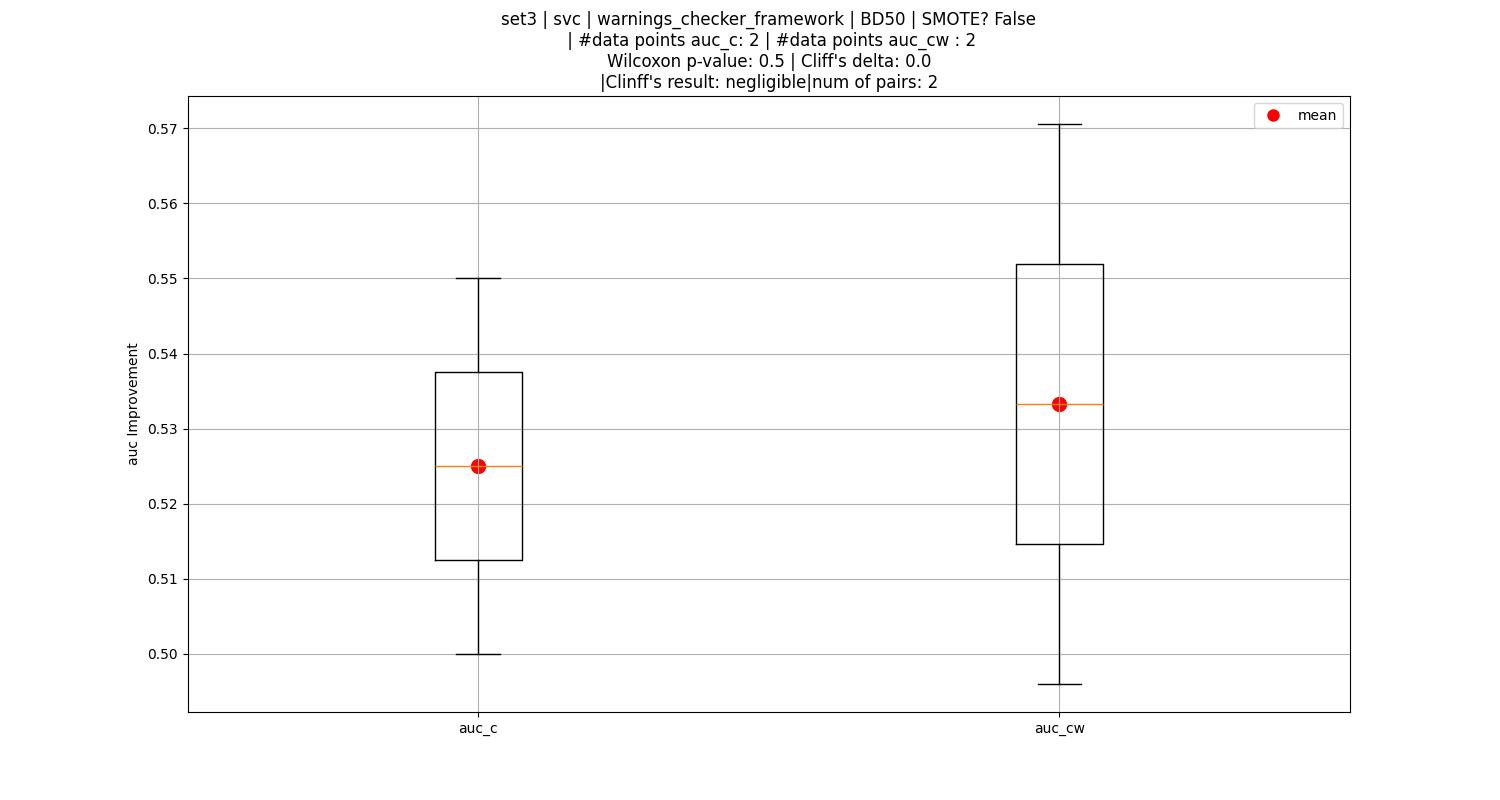 set3 | svc | warnings_checker_framework | BD50 | SMOTE? False
| #data points auc_c: 2 | #data points auc_cw : 2
Wilcoxon p-value: 0.5 | Cliff's delta: 0.0
|Clinff's result: negligible|num of pairs: 2
mean
0.57
0.56
0.55
0.54
0.53
0.52
0.51
0.50
auc Improvement
auc_c
auc_cw